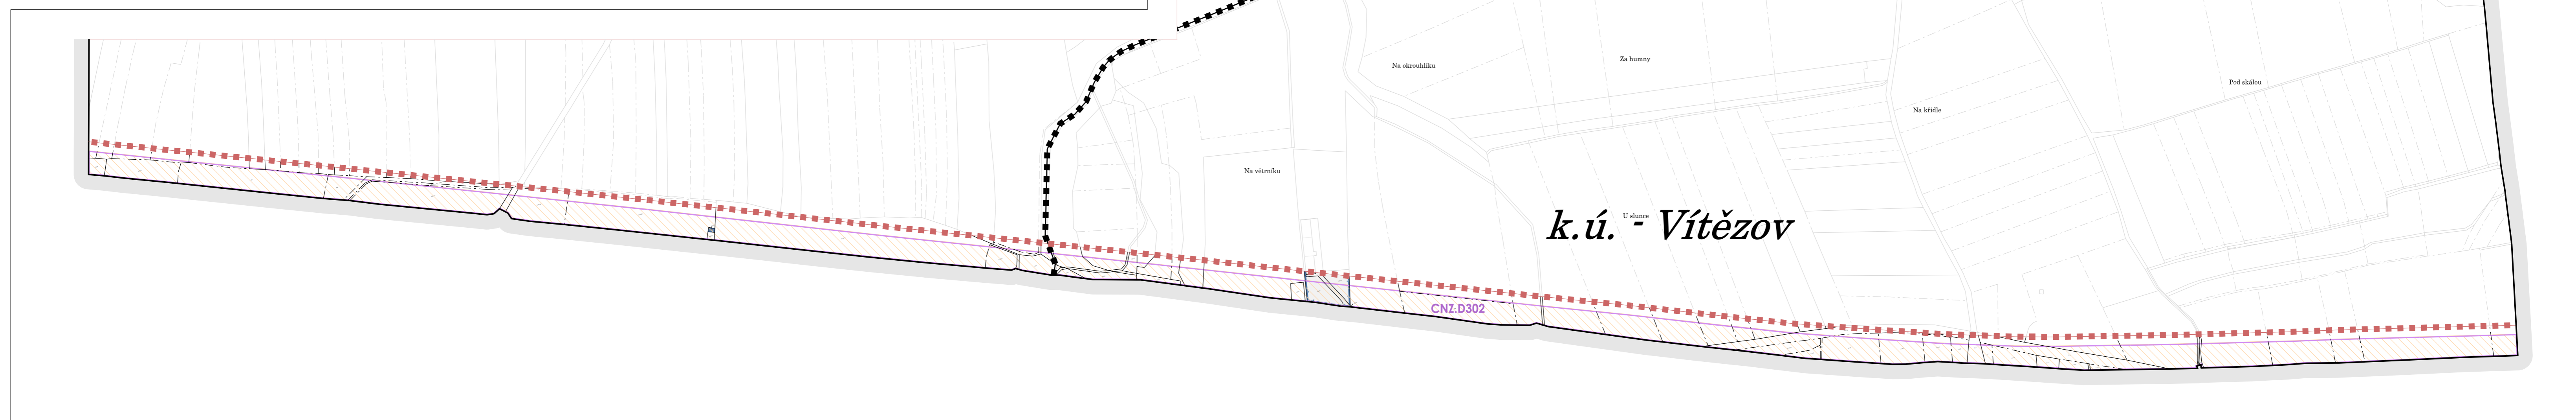 Za humny
Na okrouhlíku
Pod skálou
Na křídle
Na větrníku
U slunce
k.ú. - Vítězov
CNZ.D302